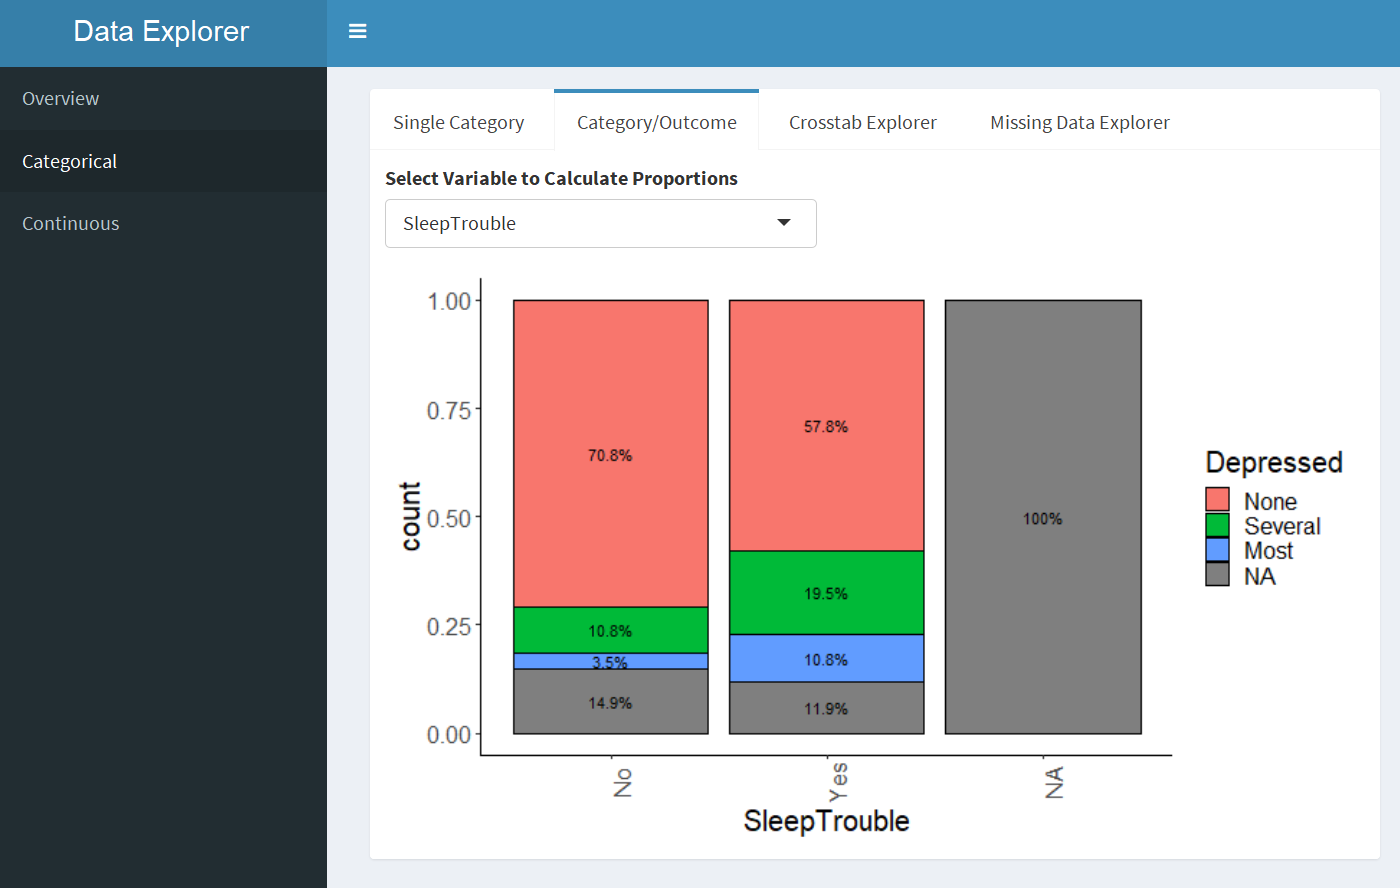 Data Explorer
Overview
Categorical
Continuous
Single Category Category/Outcome Crosstab Explorer Missing Data Explorer
Select Variable to Calculate Proportions
SleepTrouble
count
1.00
0.75
0.50
0.25
0.00
70.8%
10.8%
3.5%
14.9%
57.8%
19.5%
10.8%
11.9%
100%
No
Yes
NA
SleepTrouble
Depressed
None
Several
Most
NA